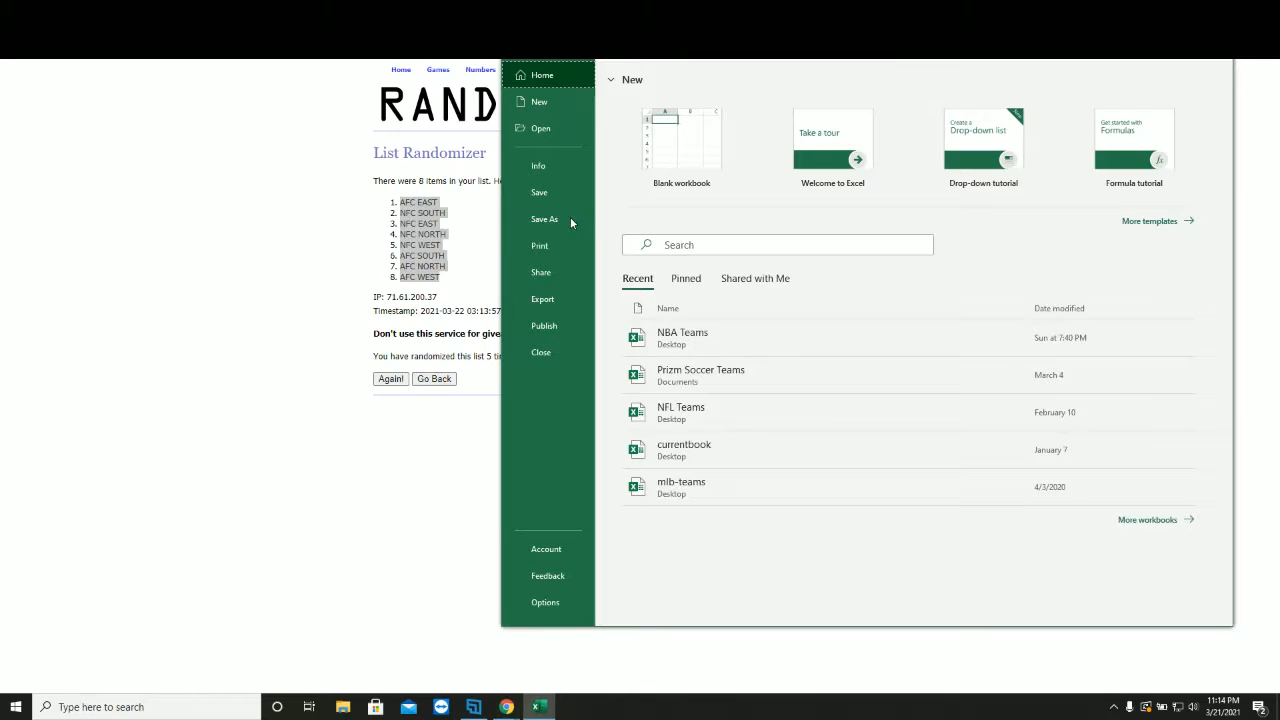 Home Games Numbers
RAND
List Randomizer
There were 8 items in your list. He
1. AFC EAST
2. NFC SOUTH
3. NFC EAST
4. NFC NORTH
5. NFC WEST
6. AFC SOUTH
7. AFC NORTH
8. AFC WEST
IP: 71.61.200.37
Timestamp: 2021-03-22 03:13:57
Don't use this service for give
You have randomized this list 5 ti
Again! Go Back
Home
New
Open
Info
Save
Save As
Print
Share
Export
Publish
Close
Account
Feedback
Options
New
Take a tour
New
Create a
Drop-down list
Get started with
Formulas
fx
Blank workbook
Welcome to Excel
Drop-down tutorial
Formula tutorial
More templates
Search
Recent Pinned Shared with Me
Name Date modified
NBA Teams
Desktop
Sun at 7:40 PM
Prizm Soccer Teams
Documents
March 4
NFL Teams
Desktop
February 10
currentbook
Desktop
January 7
mlb-teams
Desktop
4/3/2020
More workbooks
Type here to search
11:14 PM
3/21/2021
2